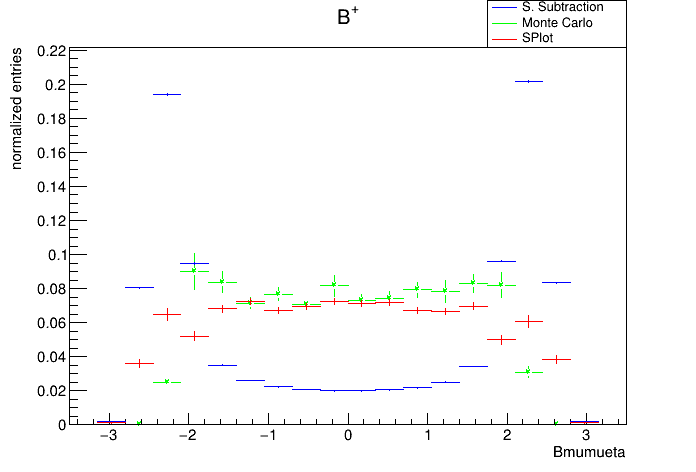 B+
S. Subtraction
Monte Carlo
SPlot
normalized entries
0.22
0.2
0.18
0.16
0.14
0.12
0.1
0.08
0.06
0.04
0.02
0
−3 −2 −1 0 1 2 3
Bmumueta